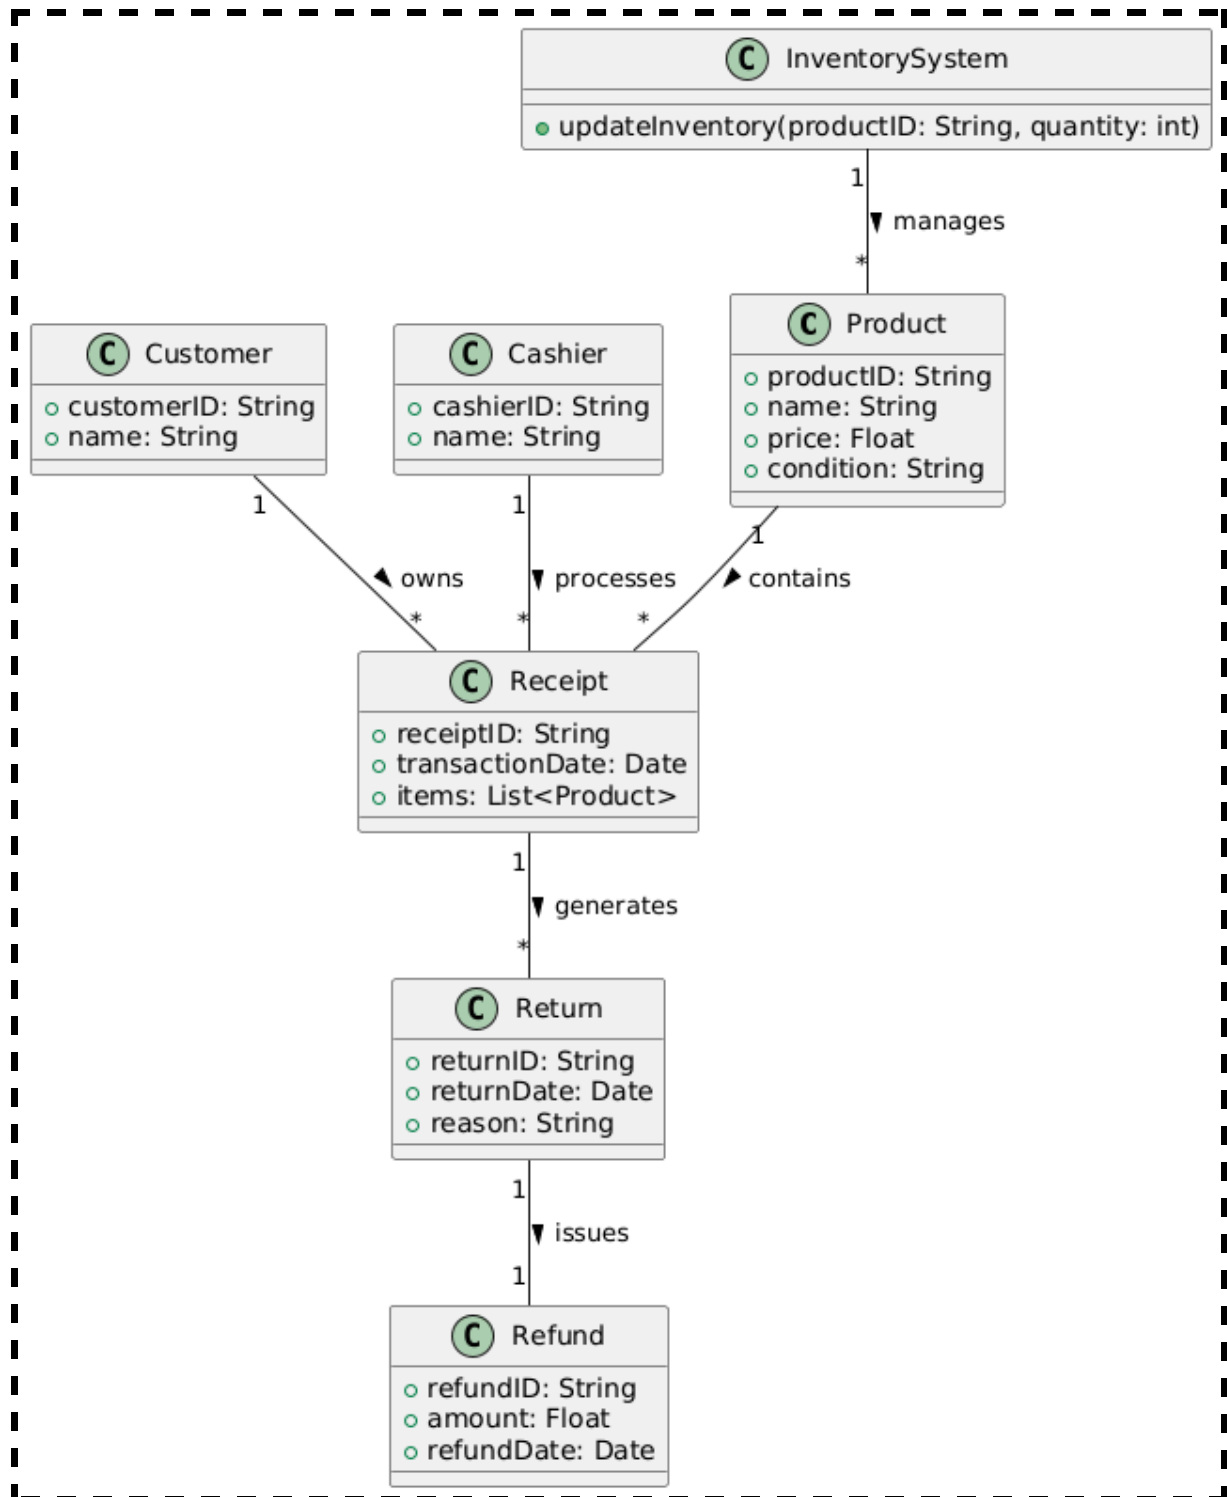 C InventorySystem
updateInventory(productID: String, quantity: int)
1
manages
*
C Customer
customerID: String
name: String
C Cashier
cashierID: String
name: String
C Product
productID: String
name: String
price: Float
condition: String
1
1
1
owns
processes
contains
*
*
*
C Receipt
receiptID: String
transactionDate: Date
items: List<Product>
1
generates
*
C Return
returnID: String
returnDate: Date
reason: String
1
issues
1
C Refund
refundID: String
amount: Float
refundDate: Date